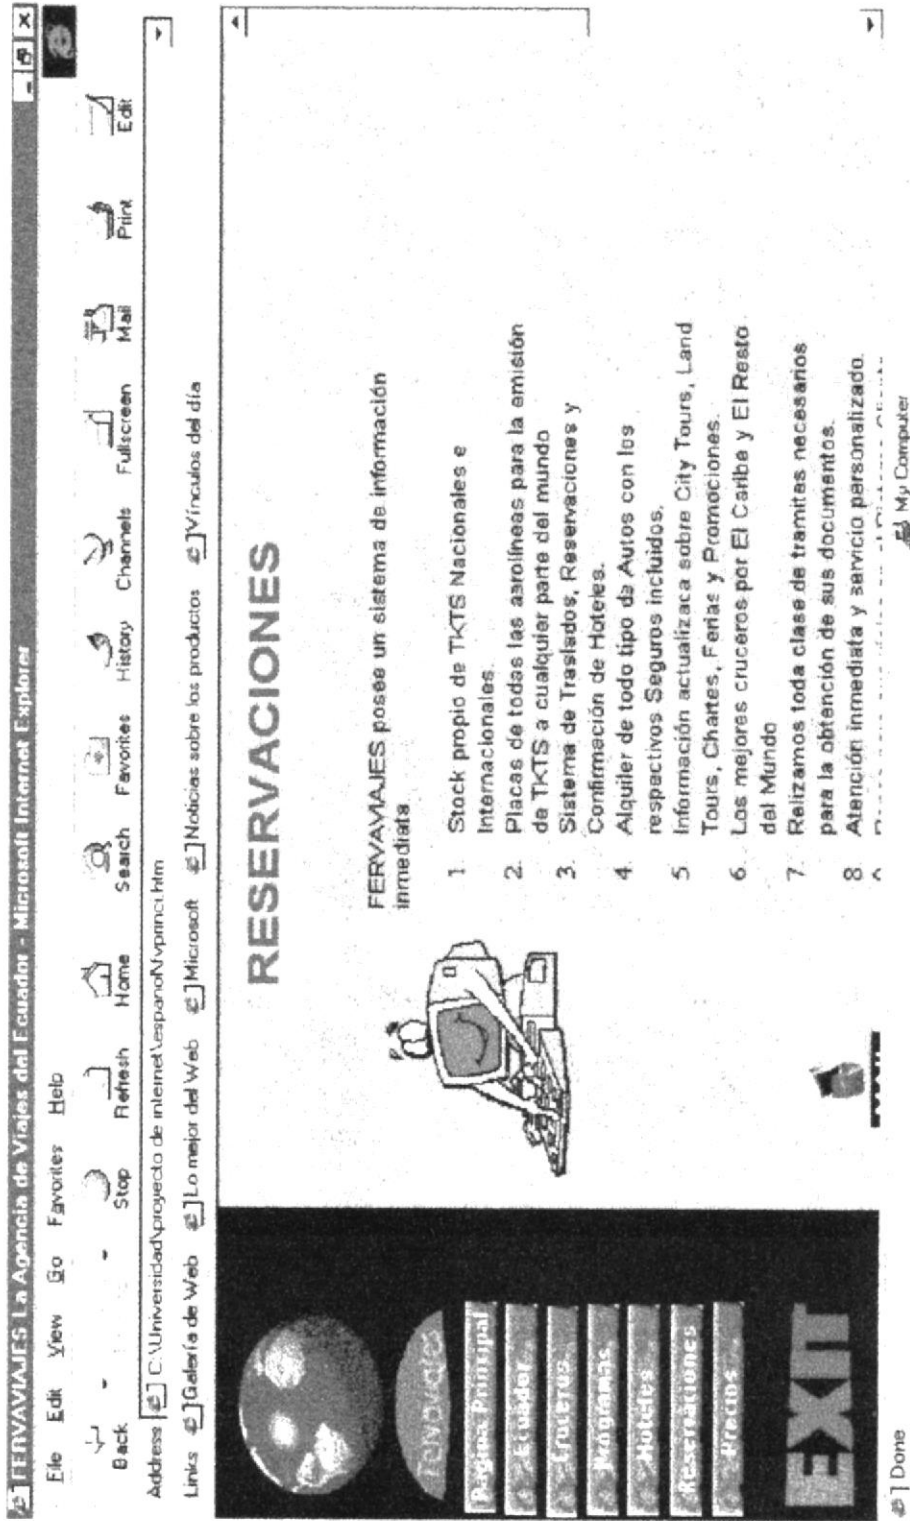 FERVAVIAJES La Agencia de Viajes del Ecuador - Microsoft Internet Explorer
File Edit View Go Favorites Help
Back Stop Refresh Home Search Favorites History Channels Fullscreen Mail Print Edit
Address C:\Universidad\proyecto de internet\espanol\fvprinci.htm
Links Galería de Web Lo mejor del Web Microsoft Noticias sobre los productos Vínculos del día
Pagina Principal
Ecuador
Cruceros
Programas
Hoteles
Reservaciones
Precios
EXIT
RESERVACIONES
FERVAVIAJES posee un sistema de información
inmediata.
1. Stock propio de TKTS Nacionales e
Internacionales.
2. Placas de todas las aerolíneas para la emisión
de TKTS a cualquier parte del mundo
3. Sistema de Traslados, Reservaciones y
Confirmación de Hoteles.
4. Alquiler de todo tipo de Autos con los
respectivos Seguros incluidos.
5. Información actualizaca sobre City Tours, Land
Tours, Chartes, Ferias y Promociones.
6. Los mejores cruceros por El Caribe y El Resto
del Mundo
7. Relizamos toda clase de tramites necesarios
para la obtención de sus documentos.
8. Atención inmediata y servicio personalizado.
Done My Computer